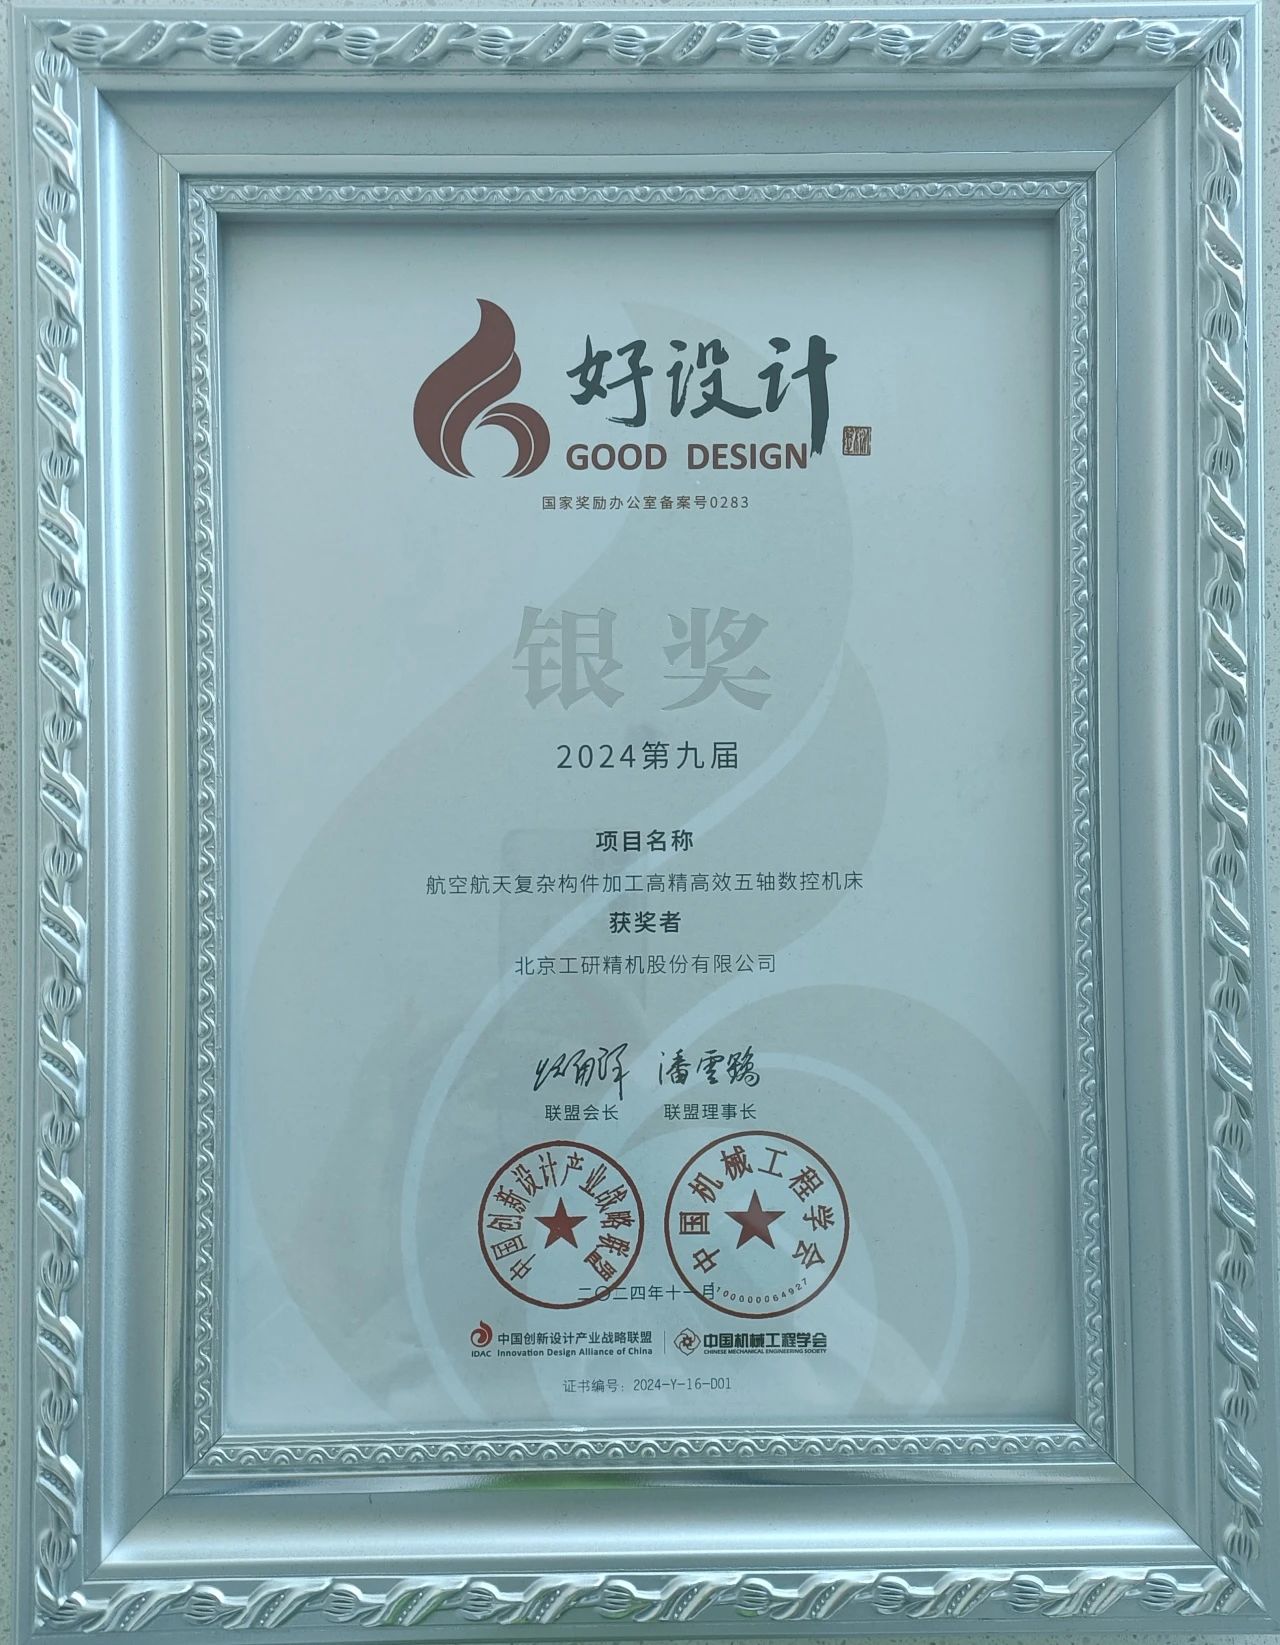 好设计
GOOD DESIGN
国家奖励办公室备案号0283
银奖
2024第九届
项目名称
航空航天复杂构件加工高精高效五轴数控机床
获奖者
北京工研精机股份有限公司
潘雲鶴
联盟会长 联盟理事长
中国创新设计产业战略联盟
中国机械工程学会
二〇二四年十一月
中国创新设计产业战略联盟 中国机械工程学会
IDAC Innovation Design Alliance of China CHINESE MECHANICAL ENGINEERING SOCIETY
证书编号：2024-Y-16-D01